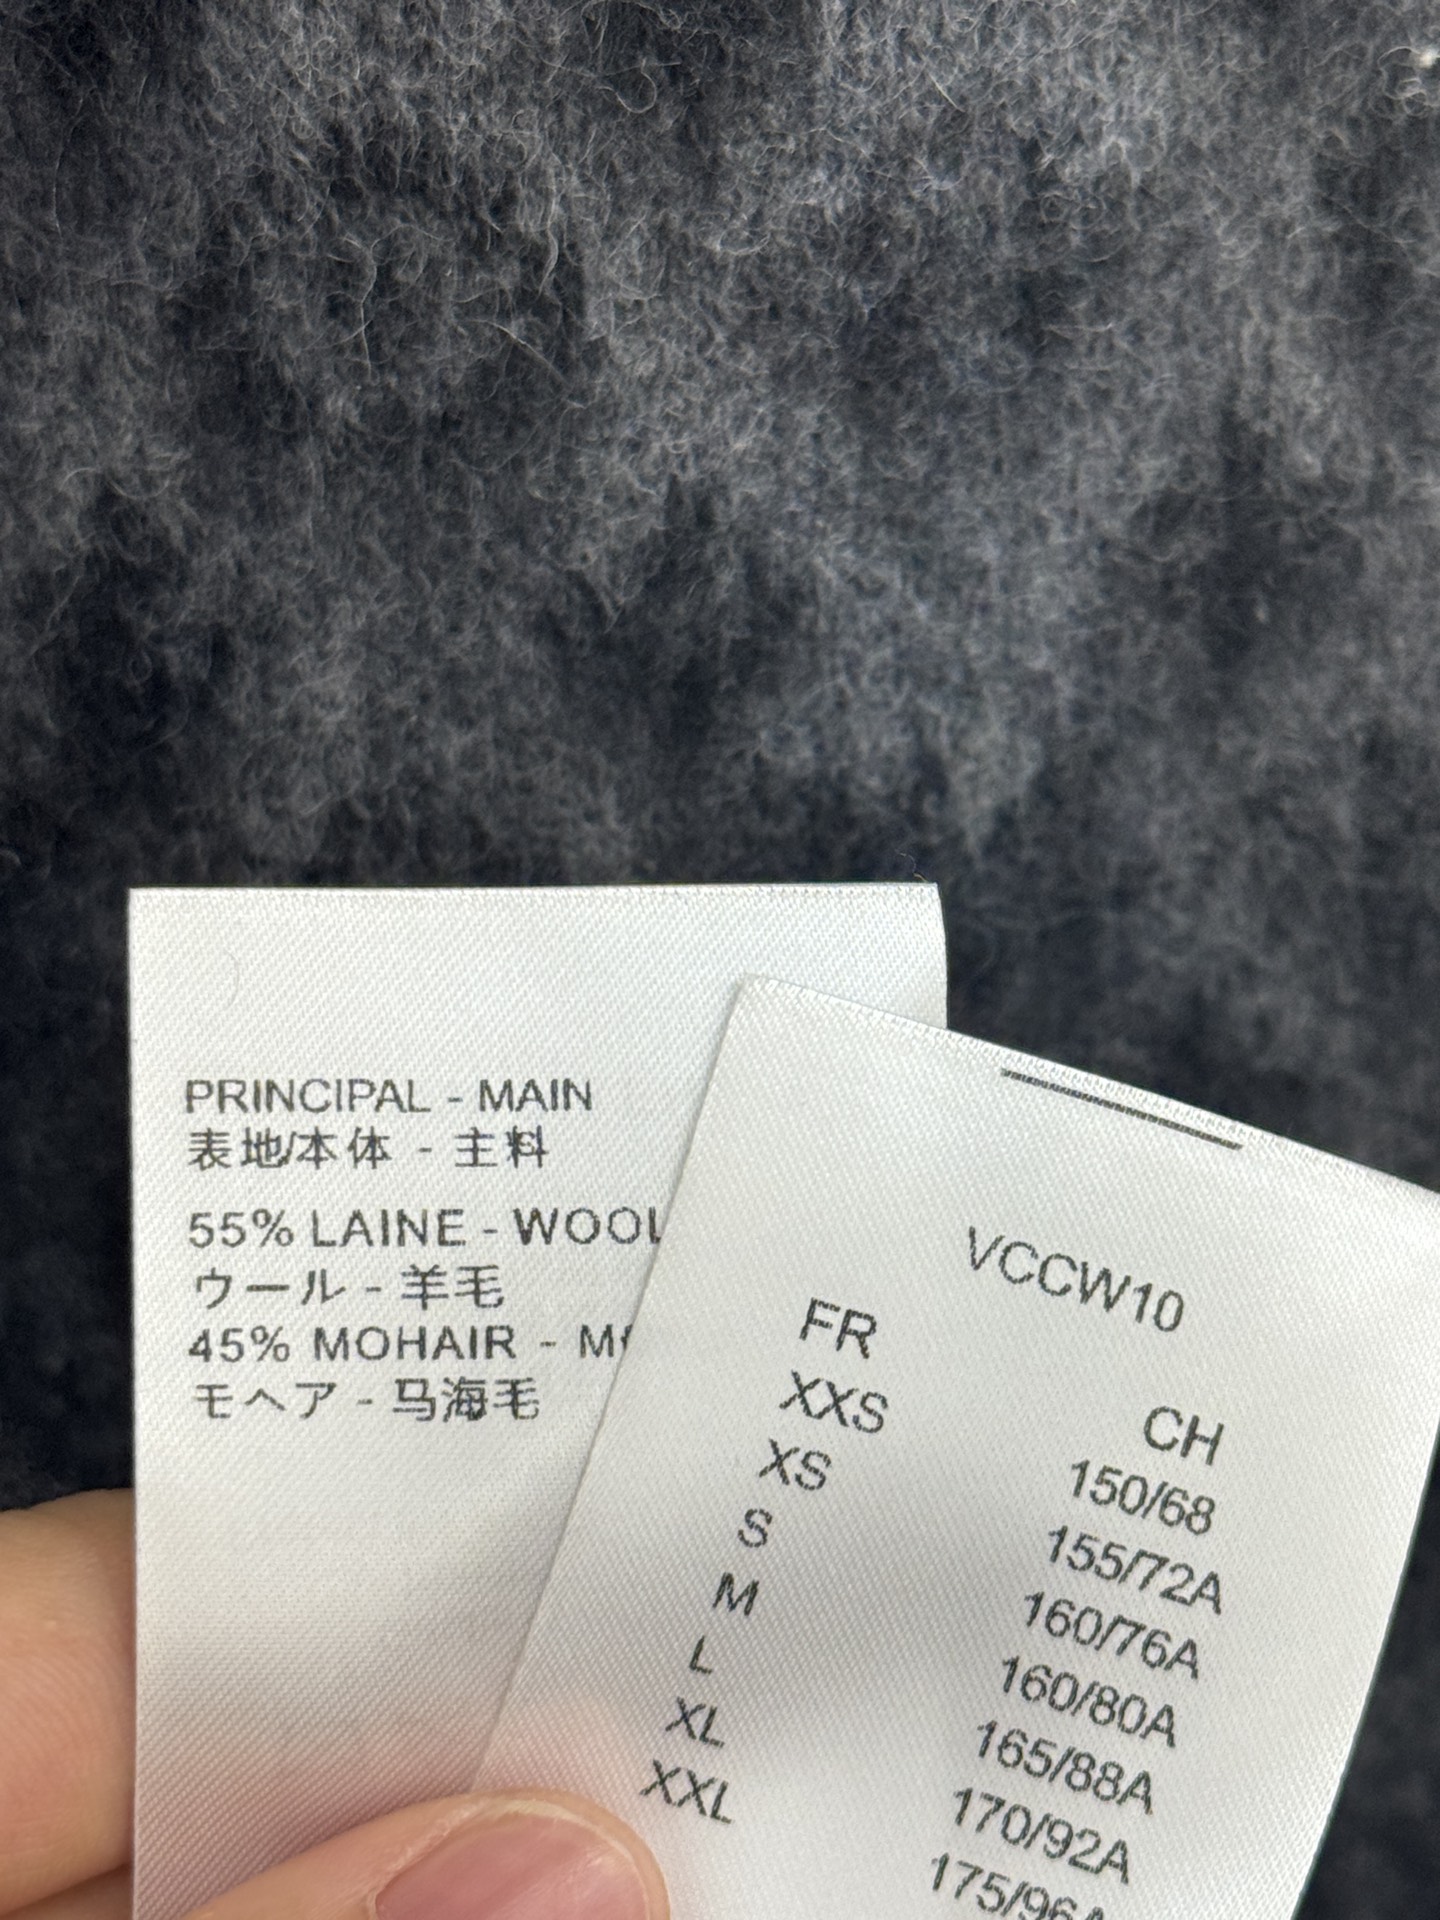 PRINCIPAL - MAIN
表地/本体 - 主料
55% LAINE - WOOL
ウール - 羊毛
45% MOHAIR -
モヘア - 马海毛
VCCW10
FR CH
XXS 150/68
XS 155/72A
S 160/76A
M 160/80A
L 165/88A
XL 170/92A
XXL 175/96A